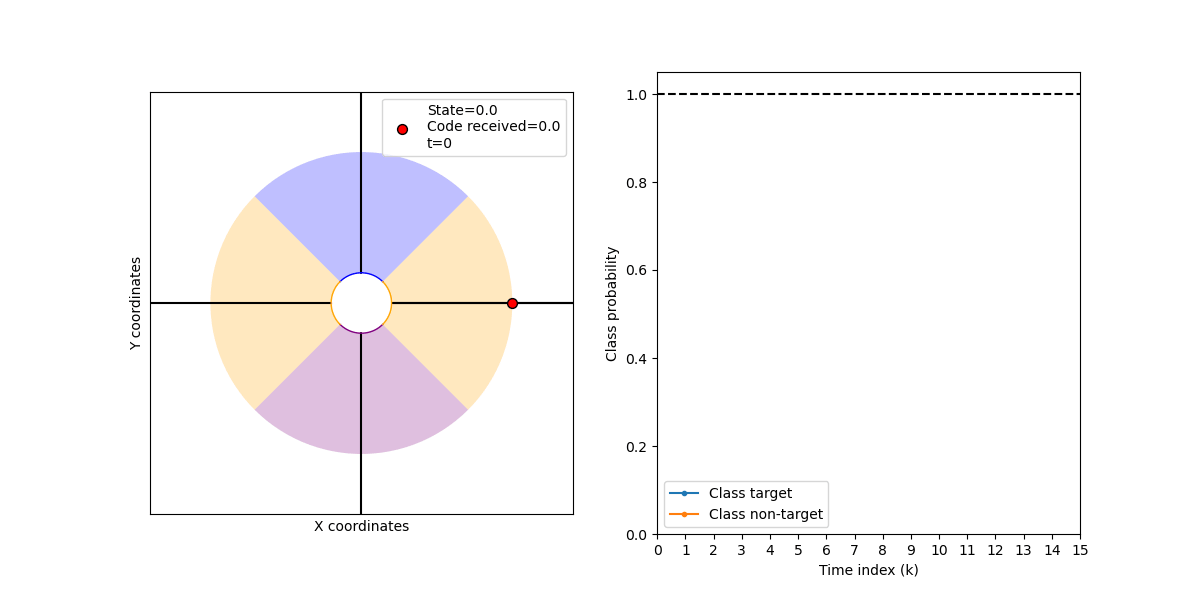 State=0.0
Code received=0.0
t=0
Y coordinates
X coordinates
1.0
0.8
0.6
0.4
0.2
0.0
Class probability
Class target
Class non-target
0 1 2 3 4 5 6 7 8 9 10 11 12 13 14 15
Time index (k)